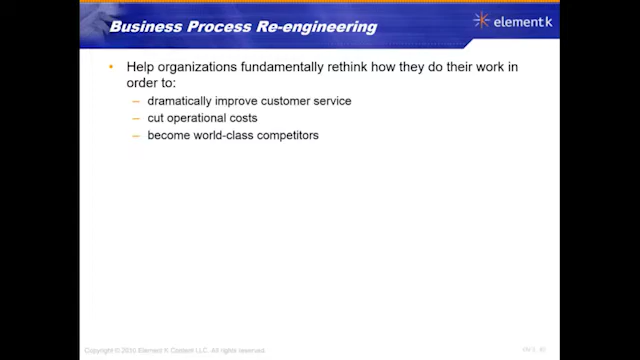 Business Process Re-engineering
element k
• Help organizations fundamentally rethink how they do their work in
order to:
– dramatically improve customer service
– cut operational costs
– become world-class competitors
Copyright © 2010 Element K Content LLC. All rights reserved.